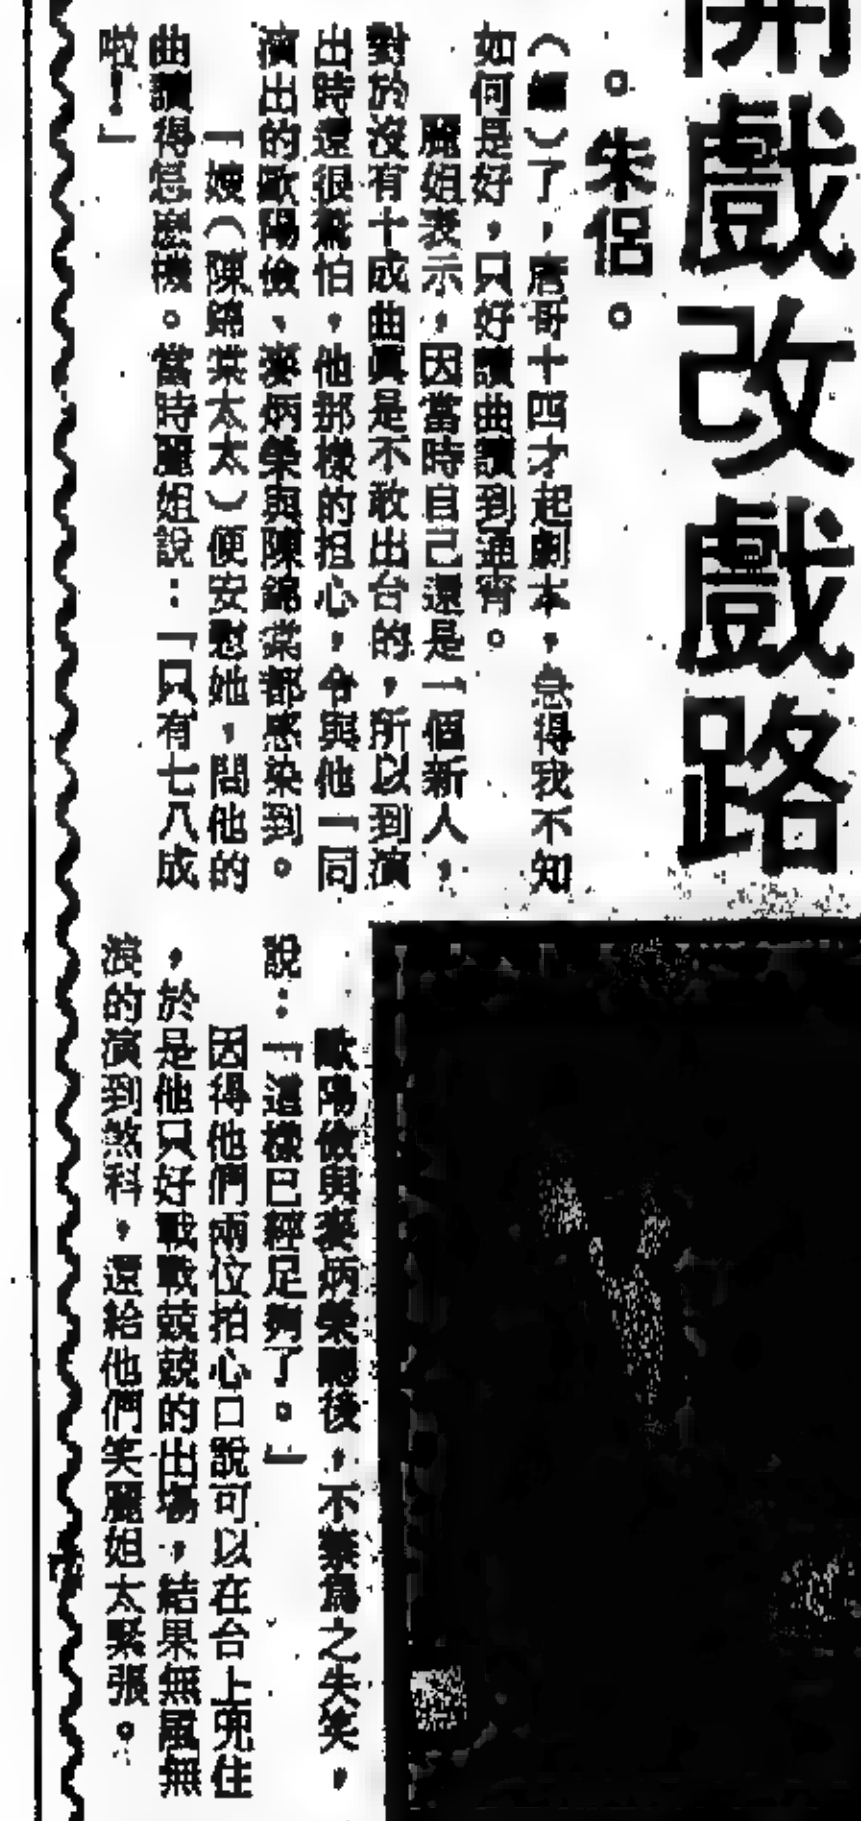 開戲改戲路
。朱侶。
（編）了，唐哥十四才起劇本，急得我不知
如何是好，只好讀曲讀到通宵。
麗姐表示，因當時自己還是一個新人，
對於沒有十成曲眞是不敢出台的，所以到演
出時還很驚怕，他那樣的担心，令與他一同
演出的歐陽儉、麥炳榮與陳錦棠都感染到。
「嫂（陳錦棠太太）便安慰她，問他的
曲讀得怎麽樣。當時麗姐說：「只有七八成
啦！」
歐陽儉與麥炳榮聽後，不禁爲之失笑，
說：「這樣已經足夠了。」
因得他們兩位拍心口說可以在台上兜住
，於是他只好戰戰兢兢的出場，結果無風無
浪的演到煞科，還給他們笑麗姐太緊張。